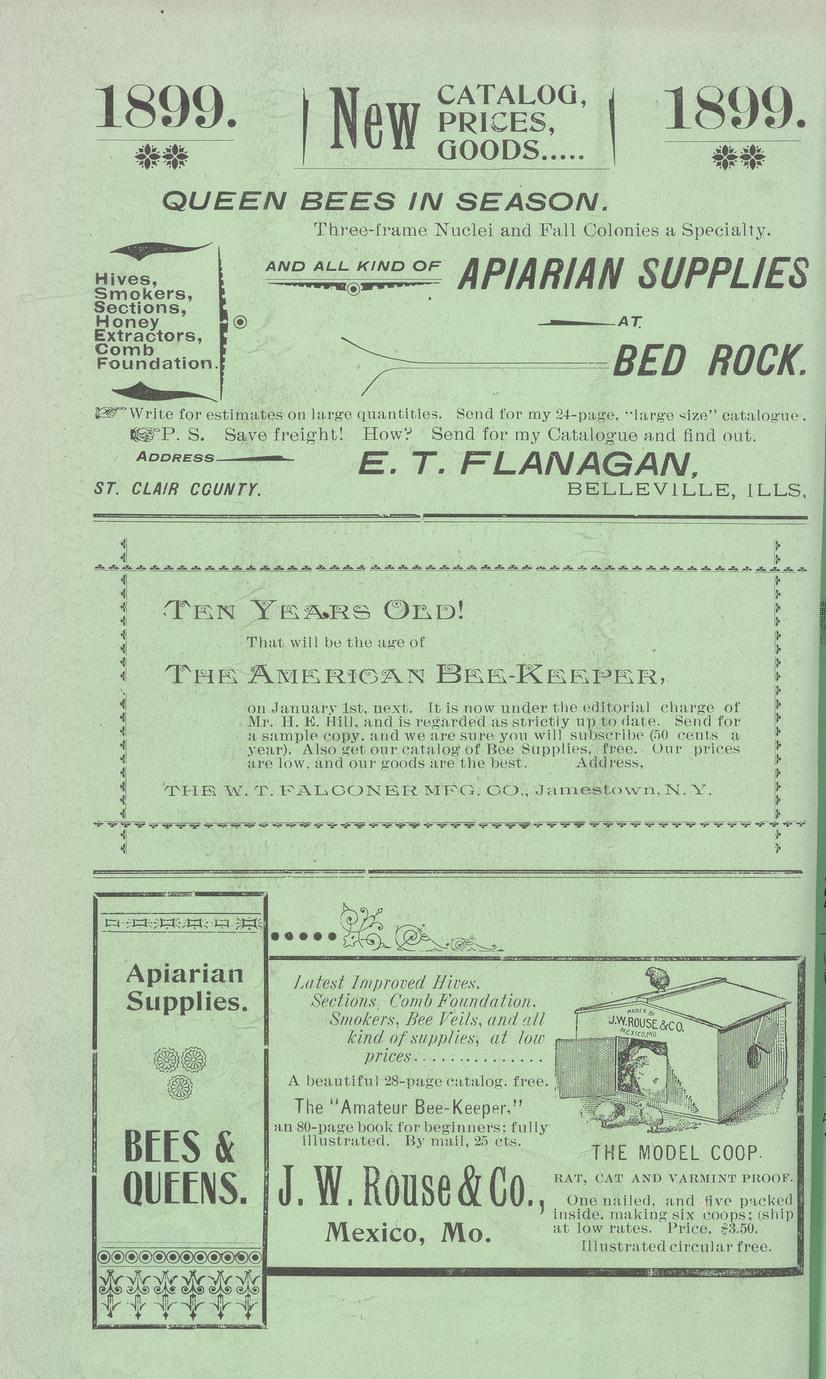 1899.
New
CATALOG,
PRICES,
GOODS.....
1899.
QUEEN BEES IN SEASON.
Three-frame Nuclei and Fall Colonies a Specialty.
Hives,
Smokers,
Sections,
Honey
Extractors,
Comb
Foundation.
AND ALL KIND OF APIARIAN SUPPLIES
AT
BED ROCK.
Write for estimates on large quantities. Send for my 24-page, "large size" catalogue.
P. S. Save freight! How? Send for my Catalogue and find out.
ADDRESS E. T. FLANAGAN,
ST. CLAIR COUNTY. BELLEVILLE, ILLS,
TEN YEARS OLD!
That will be the age of
THE AMERICAN BEE-KEEPER,
on January 1st, next. It is now under the editorial charge of
Mr. H. E. Hill, and is regarded as strictly up to date. Send for
a sample copy, and we are sure you will subscribe (50 cents a
year). Also get our catalog of Bee Supplies, free. Our prices
are low, and our goods are the best. Address,
THE W. T. FALCONER MFG. CO., Jamestown, N. Y.
Apiarian
Supplies.
BEES &
QUEENS.
Latest Improved Hives,
Sections, Comb Foundation,
Smokers, Bee Veils, and all
kind of supplies, at low
prices..............
A beautiful 28-page catalog, free.
The "Amateur Bee-Keeper,"
an 80-page book for beginners; fully
illustrated. By mail, 25 cts.
J. W. Rouse & Co.,
Mexico, Mo.
MADE BY
J.W.ROUSE & CO.
MEXICO, MO
THE MODEL COOP.
RAT, CAT AND VARMINT PROOF.
One nailed, and five packed
inside, making six coops; (ship
at low rates. Price, $3.50.
Illustrated circular free.